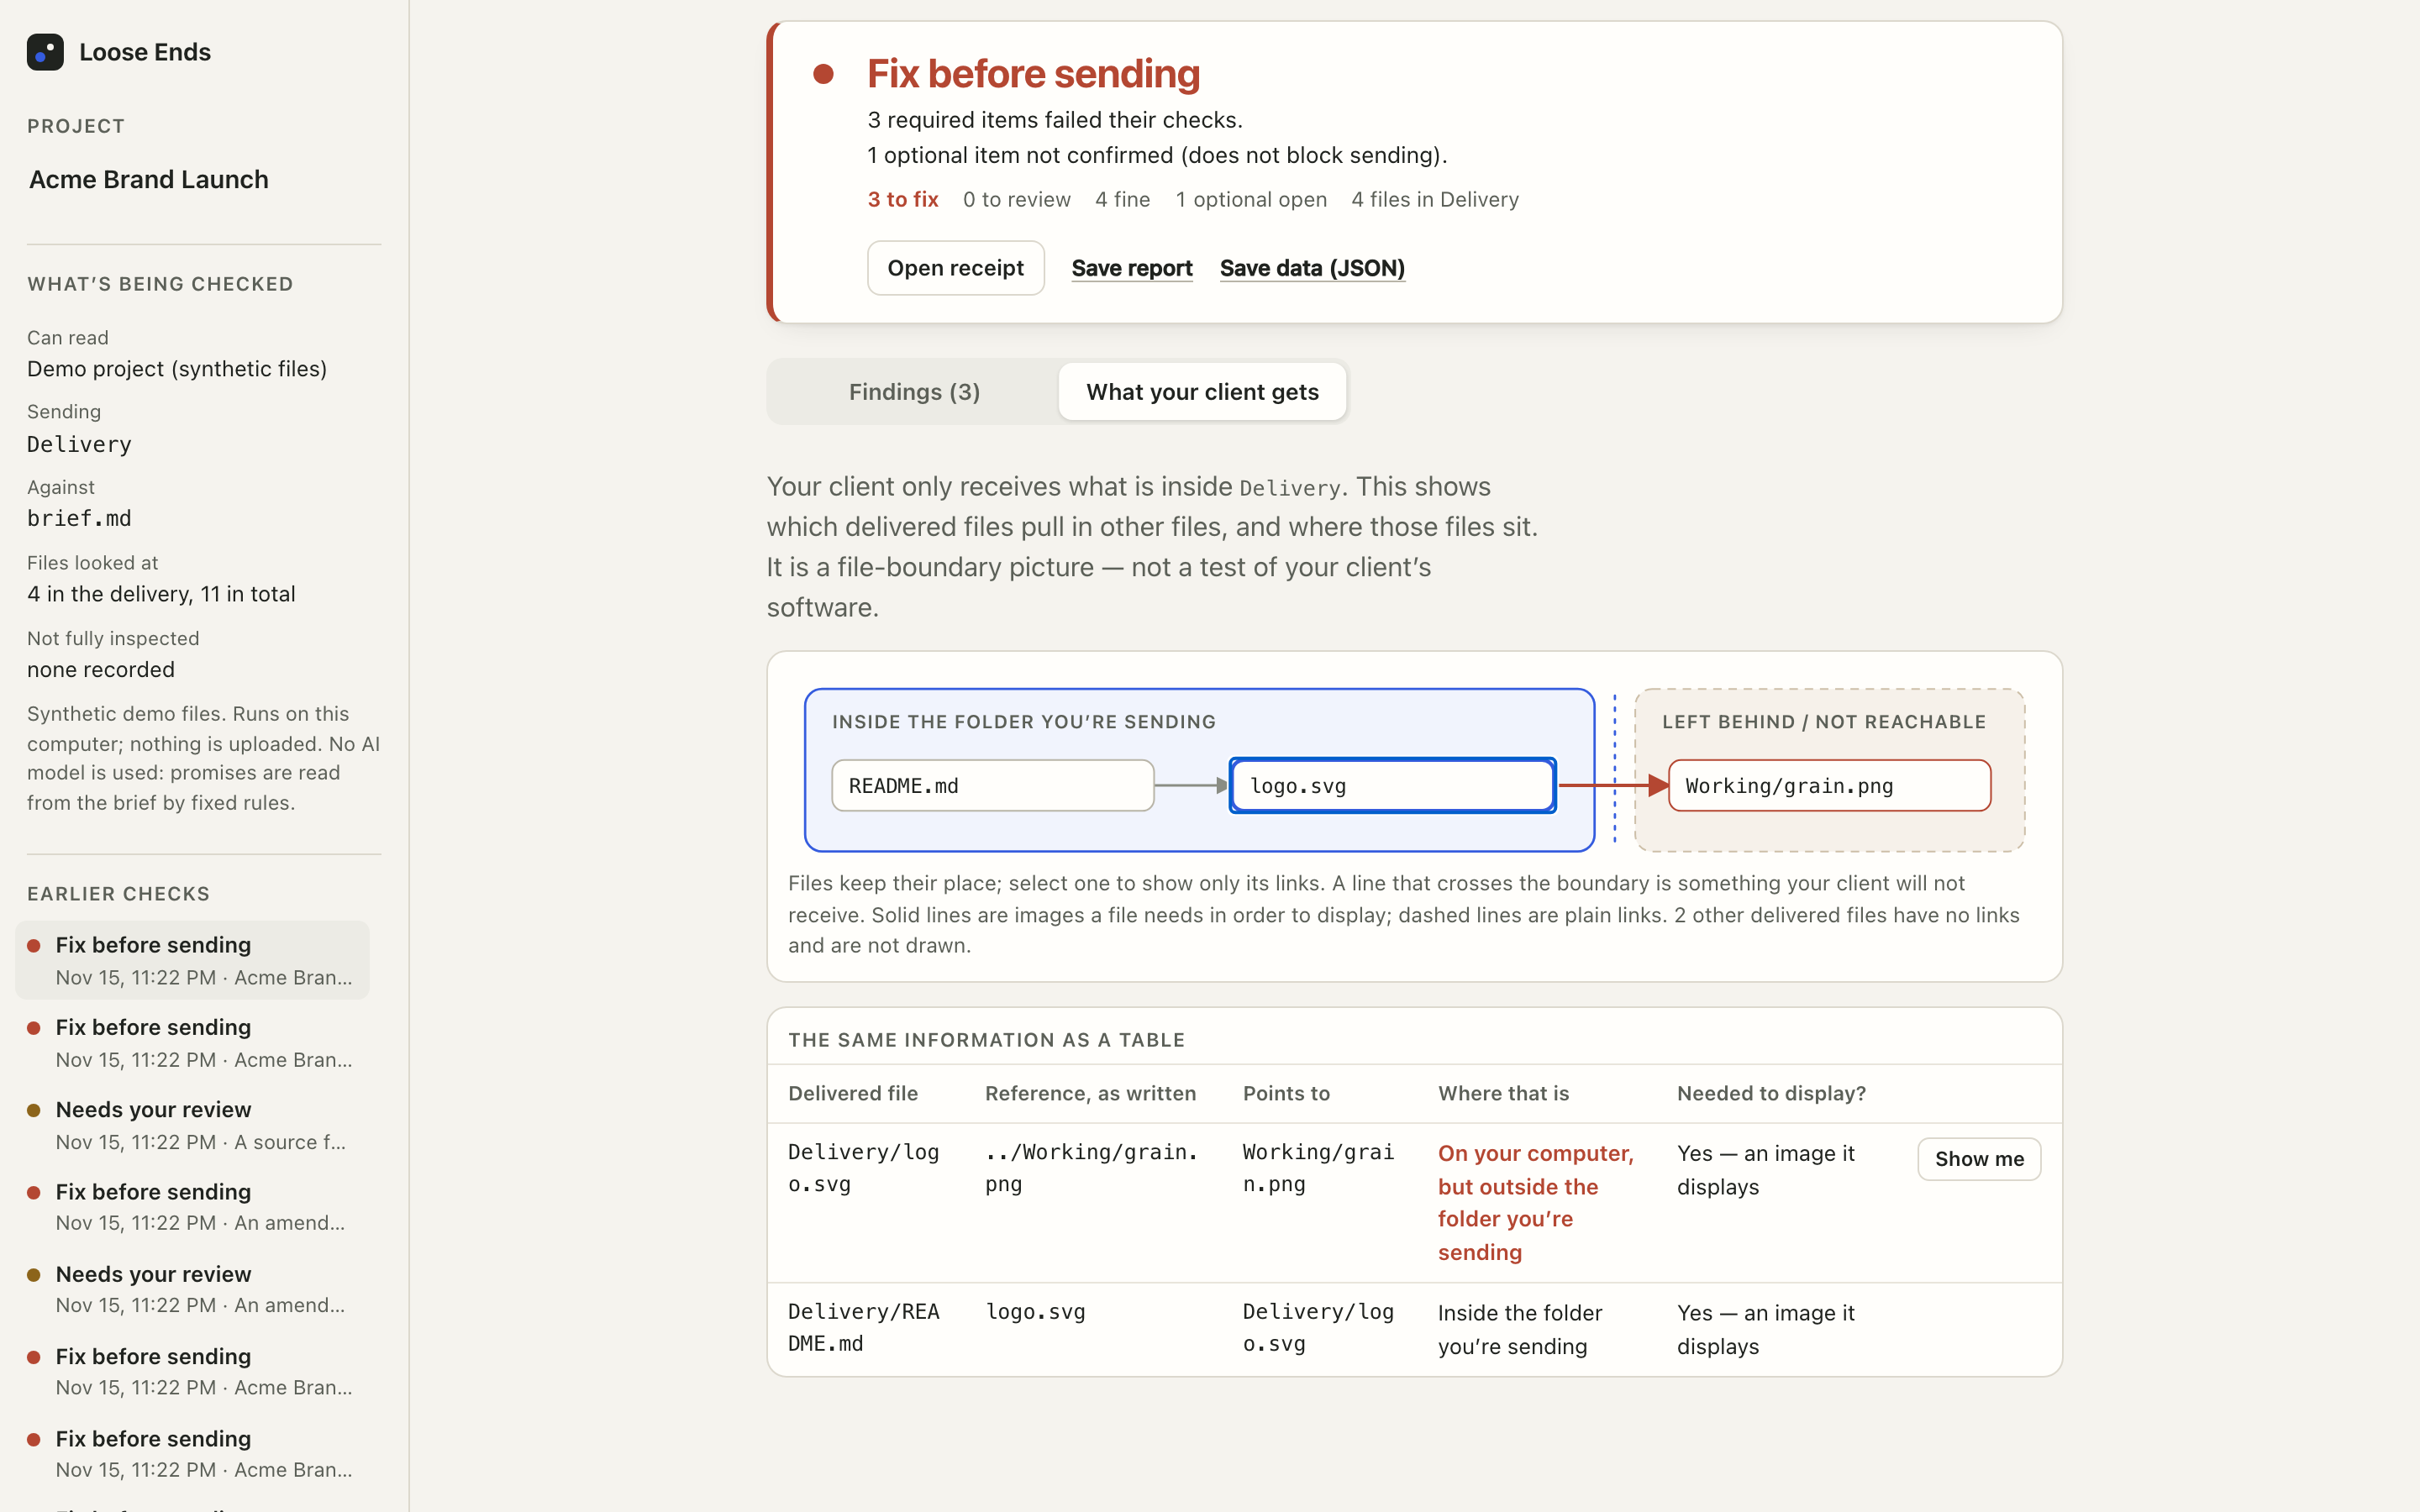 Loose Ends
PROJECT
Acme Brand Launch
WHAT’S BEING CHECKED
Can read
Demo project (synthetic files)
Sending
Delivery
Against
brief.md
Files looked at
4 in the delivery, 11 in total
Not fully inspected
none recorded
Synthetic demo files. Runs on this
computer; nothing is uploaded. No AI
model is used: promises are read
from the brief by fixed rules.
EARLIER CHECKS
Fix before sending
Nov 15, 11:22 PM · Acme Bran...
Fix before sending
Nov 15, 11:22 PM · Acme Bran...
Needs your review
Nov 15, 11:22 PM · A source f...
Fix before sending
Nov 15, 11:22 PM · An amend...
Needs your review
Nov 15, 11:22 PM · An amend...
Fix before sending
Nov 15, 11:22 PM · Acme Bran...
Fix before sending
Nov 15, 11:22 PM · Acme Bran...
Fix before sending
3 required items failed their checks.
1 optional item not confirmed (does not block sending).
3 to fix 0 to review 4 fine 1 optional open 4 files in Delivery
Open receipt Save report Save data (JSON)
Findings (3) What your client gets
Your client only receives what is inside Delivery. This shows
which delivered files pull in other files, and where those files sit.
It is a file-boundary picture — not a test of your client’s
software.
INSIDE THE FOLDER YOU’RE SENDING
LEFT BEHIND / NOT REACHABLE
README.md
logo.svg
Working/grain.png
Files keep their place; select one to show only its links. A line that crosses the boundary is something your client will not
receive. Solid lines are images a file needs in order to display; dashed lines are plain links. 2 other delivered files have no links
and are not drawn.
THE SAME INFORMATION AS A TABLE
Delivered file Reference, as written Points to Where that is Needed to display?
Delivery/log ../Working/grain. Working/grai On your computer, Yes — an image it Show me
o.svg png n.png but outside the displays
folder you’re
sending
Delivery/REA logo.svg Delivery/log Inside the folder Yes — an image it
DME.md o.svg you’re sending displays